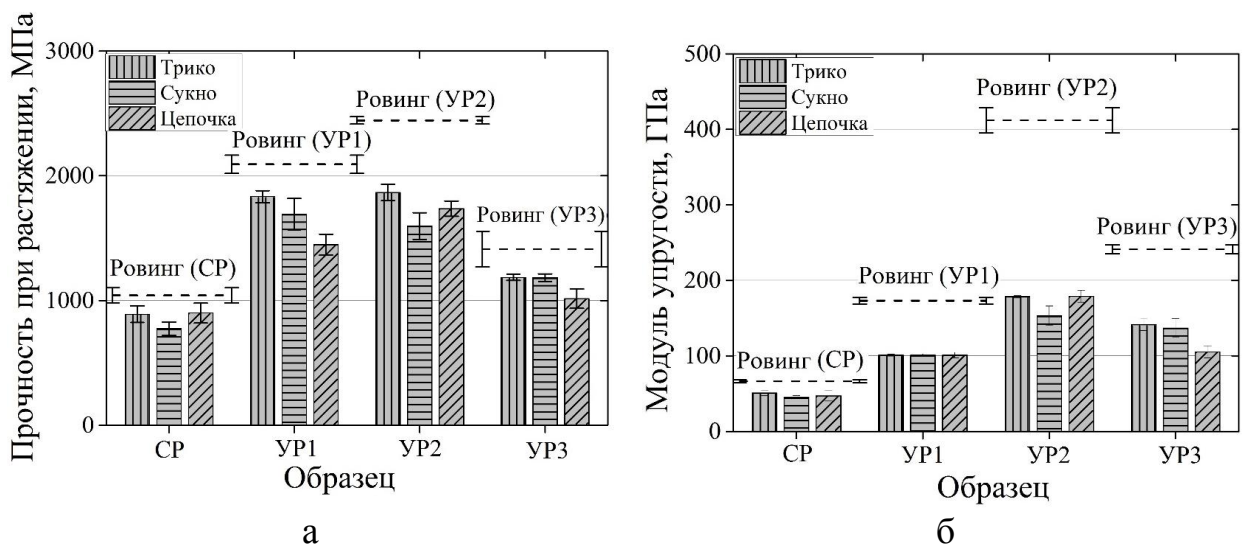 Прочность при растяжении, МПа
3000
2000
1000
0
Трико
Сукно
Цепочка
Ровинг (УР2)
Ровинг (УР1)
Ровинг (УР3)
Ровинг (СР)
СР
УР1
УР2
УР3
Образец
а
Модуль упругости, ГПа
500
400
300
200
100
0
Трико
Сукно
Цепочка
Ровинг (УР2)
Ровинг (УР3)
Ровинг (УР1)
Ровинг (СР)
СР
УР1
УР2
УР3
Образец
б